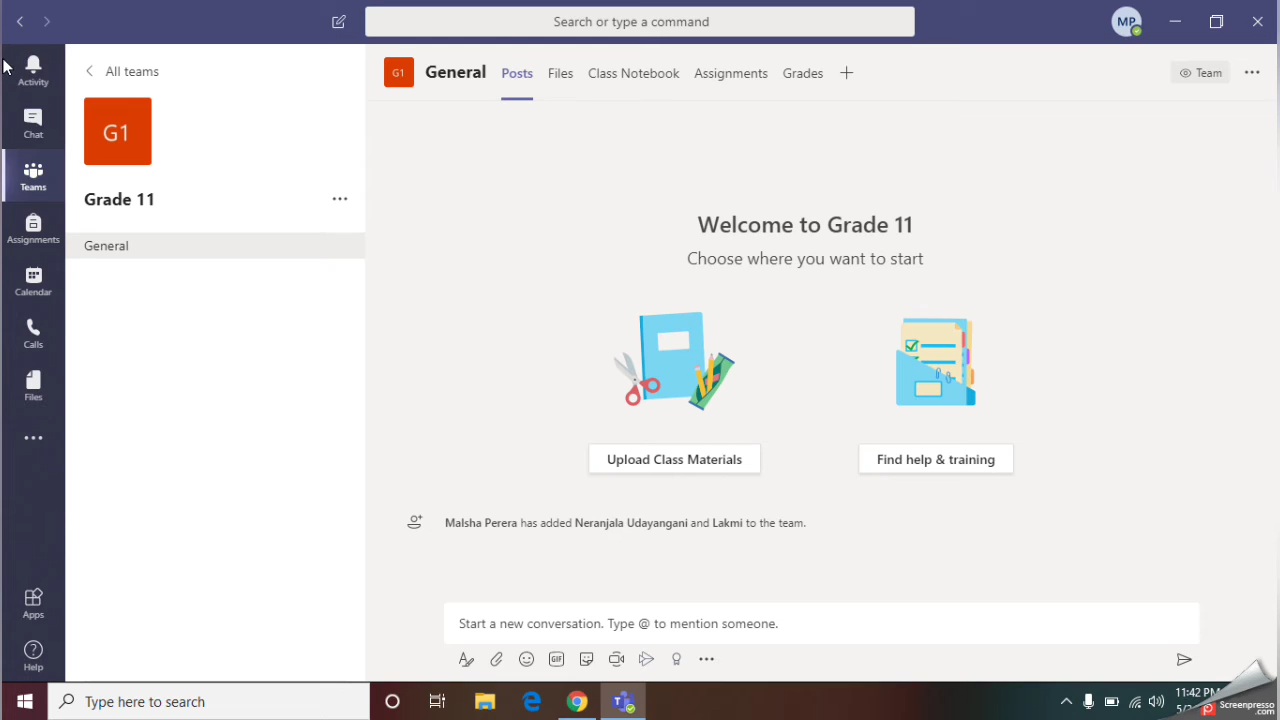 Search or type a command
MP
Activity
Chat
Teams
Assignments
Calendar
Calls
Files
Apps
Help
All teams
G1
Grade 11
General
G1
General
Posts
Files
Class Notebook
Assignments
Grades
Team
Welcome to Grade 11
Choose where you want to start
Upload Class Materials
Find help & training
Malsha Perera has added Neranjala Udayangani and Lakmi to the team.
Start a new conversation. Type @ to mention someone.
GIF
Type here to search
11:42 PM
Screenpresso
.com